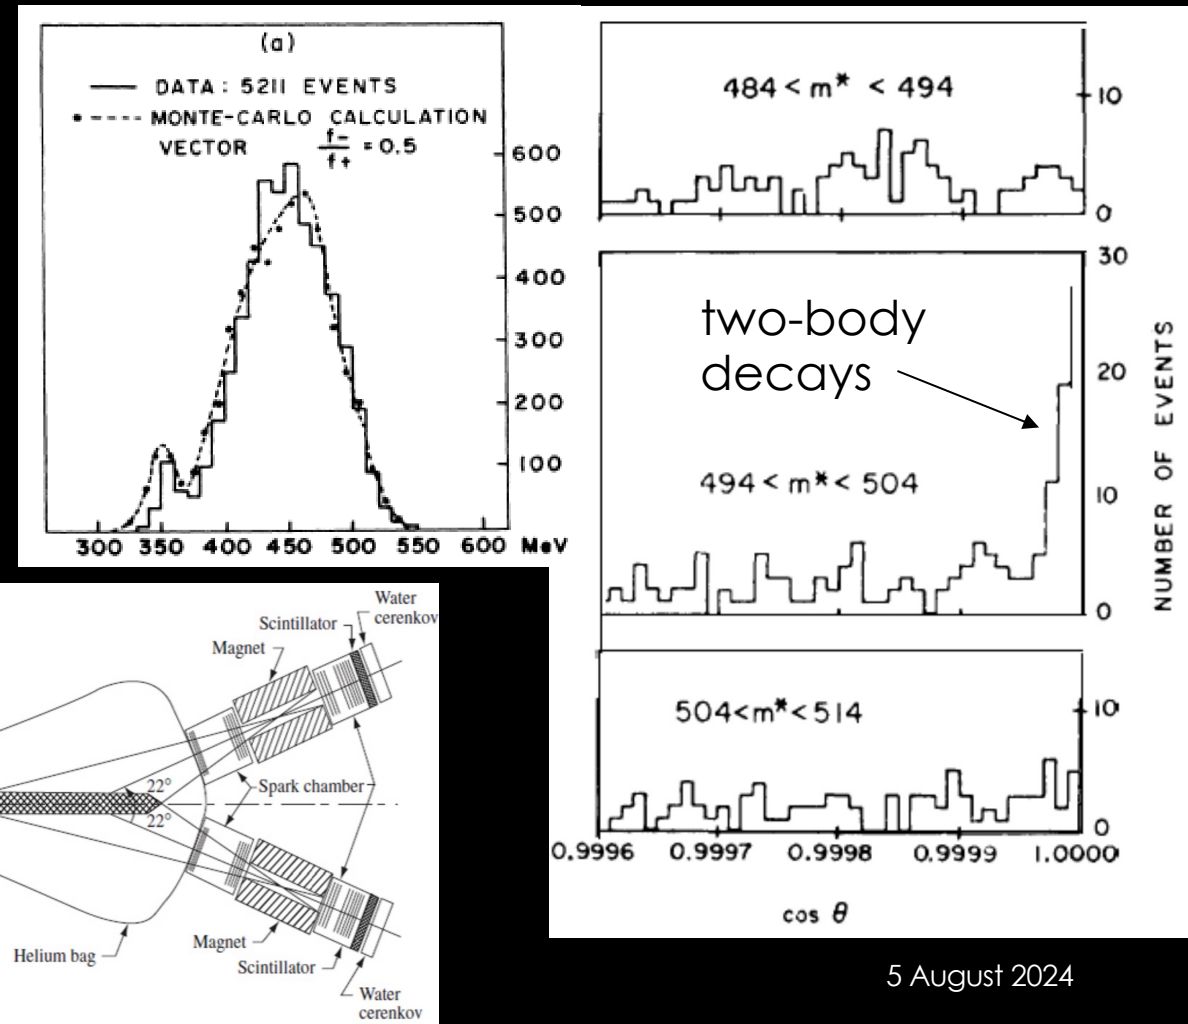 (a)
DATA: 5211 EVENTS
MONTE-CARLO CALCULATION
VECTOR f-/f+ = 0.5
600
500
400
300
200
100
300 350 400 450 500 550 600 MeV
484 < m* < 494
10
0
30
two-body
decays
20
494 < m* < 504
10
0
NUMBER OF EVENTS
504<m*<514
10
0
0.9996 0.9997 0.9998 0.9999 1.0000
cos θ
Water
cerenkov
Scintillator
Magnet
22°
Spark chamber
22°
Helium bag
Magnet
Scintillator
Water
cerenkov
5 August 2024